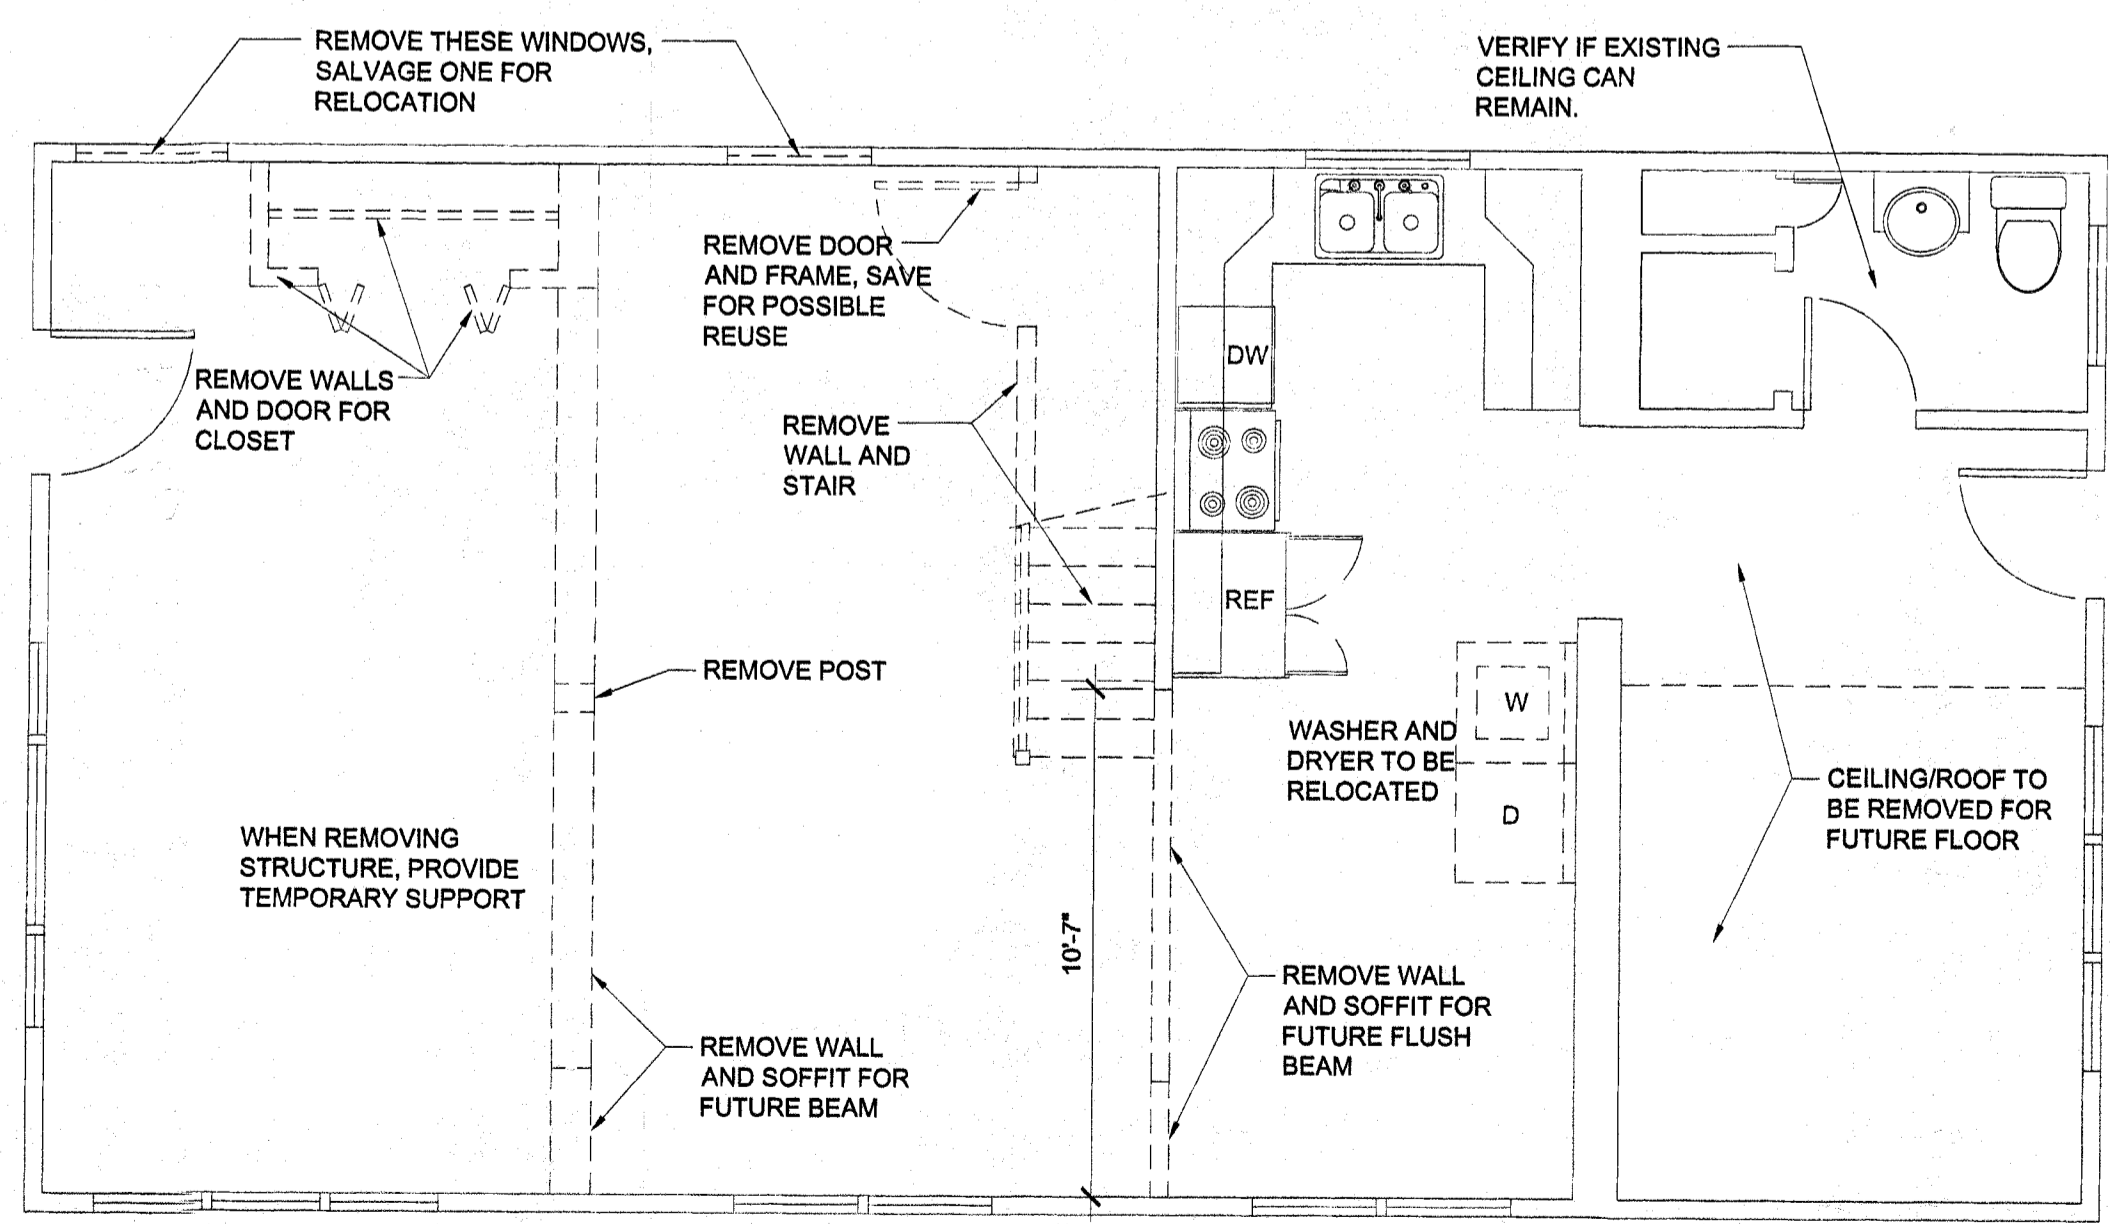 REMOVE THESE WINDOWS,
SALVAGE ONE FOR
RELOCATION
VERIFY IF EXISTING
CEILING CAN
REMAIN.
REMOVE DOOR
AND FRAME, SAVE
FOR POSSIBLE
REUSE
REMOVE WALLS
AND DOOR FOR
CLOSET
DW
REMOVE
WALL AND
STAIR
REF
REMOVE POST
W
WASHER AND
DRYER TO BE
RELOCATED
D
CEILING/ROOF TO
BE REMOVED FOR
FUTURE FLOOR
WHEN REMOVING
STRUCTURE, PROVIDE
TEMPORARY SUPPORT
10'-7"
REMOVE WALL
AND SOFFIT FOR
FUTURE FLUSH
BEAM
REMOVE WALL
AND SOFFIT FOR
FUTURE BEAM